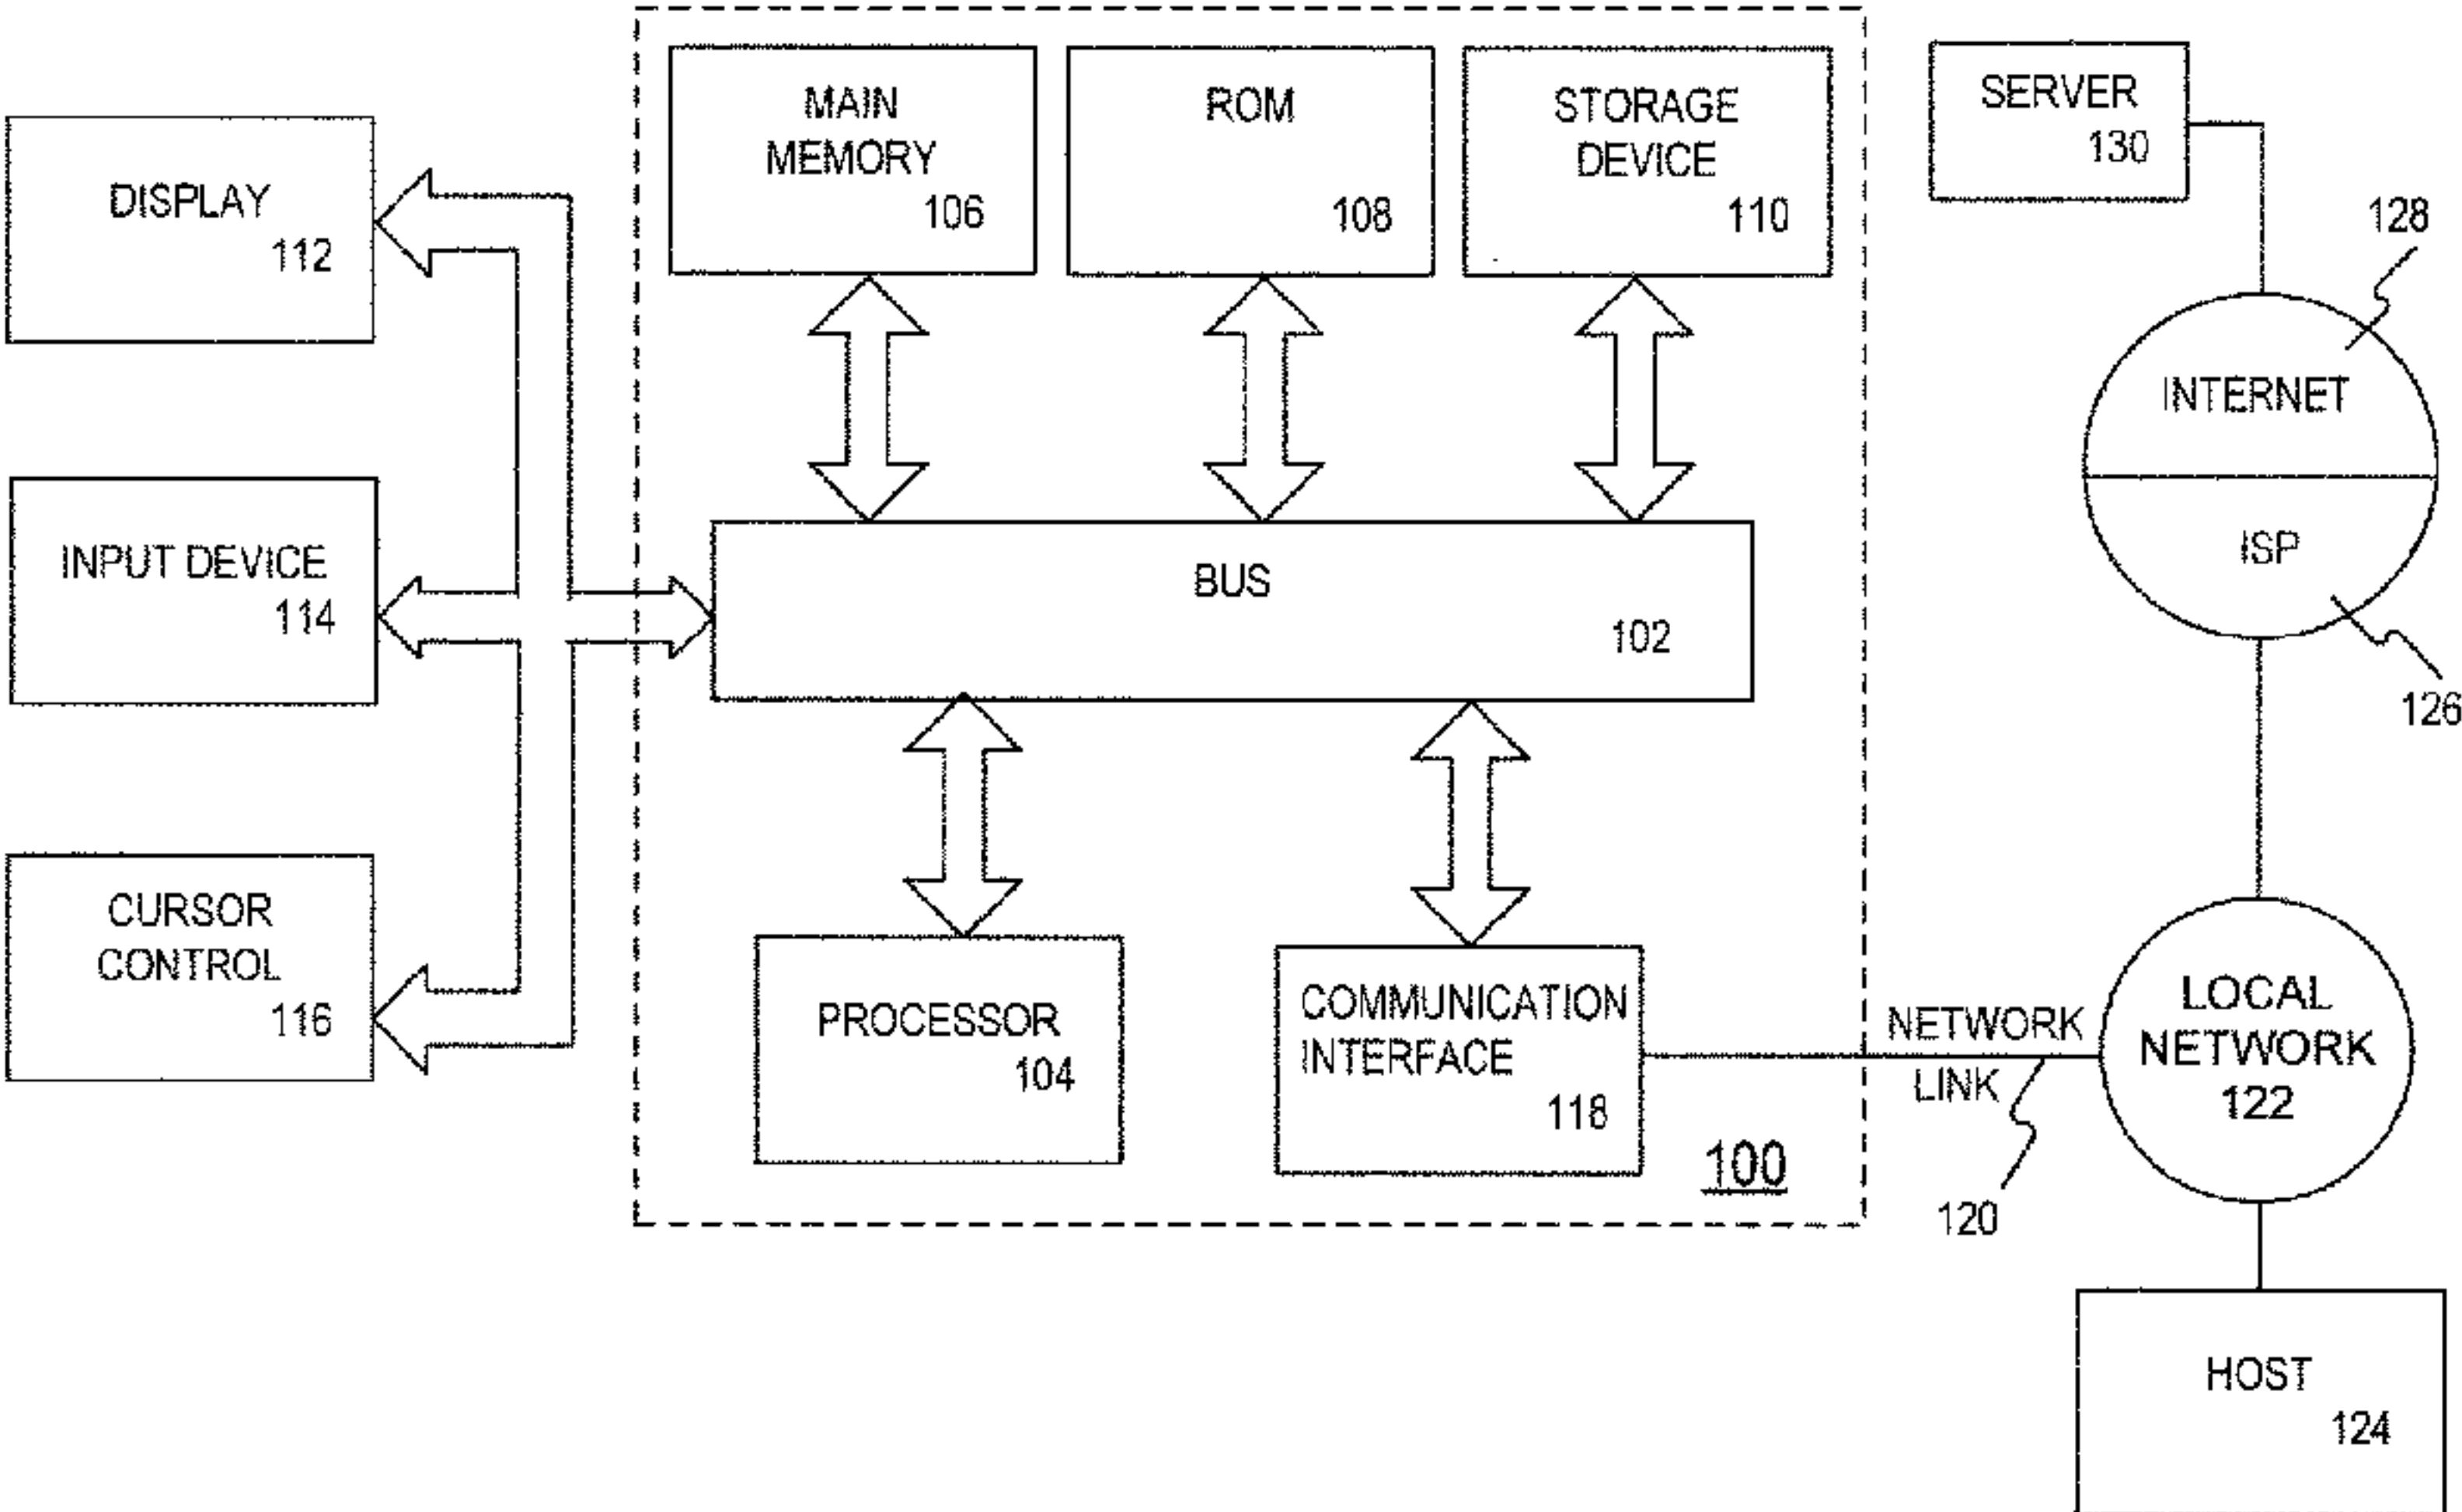 DISPLAY
112
INPUT DEVICE
114
CURSOR
CONTROL
116
MAIN
MEMORY
106
ROM
108
STORAGE
DEVICE
110
BUS
102
PROCESSOR
104
COMMUNICATION
INTERFACE
118
100
SERVER
130
128
INTERNET
ISP
126
NETWORK
LINK
120
LOCAL
NETWORK
122
HOST
124